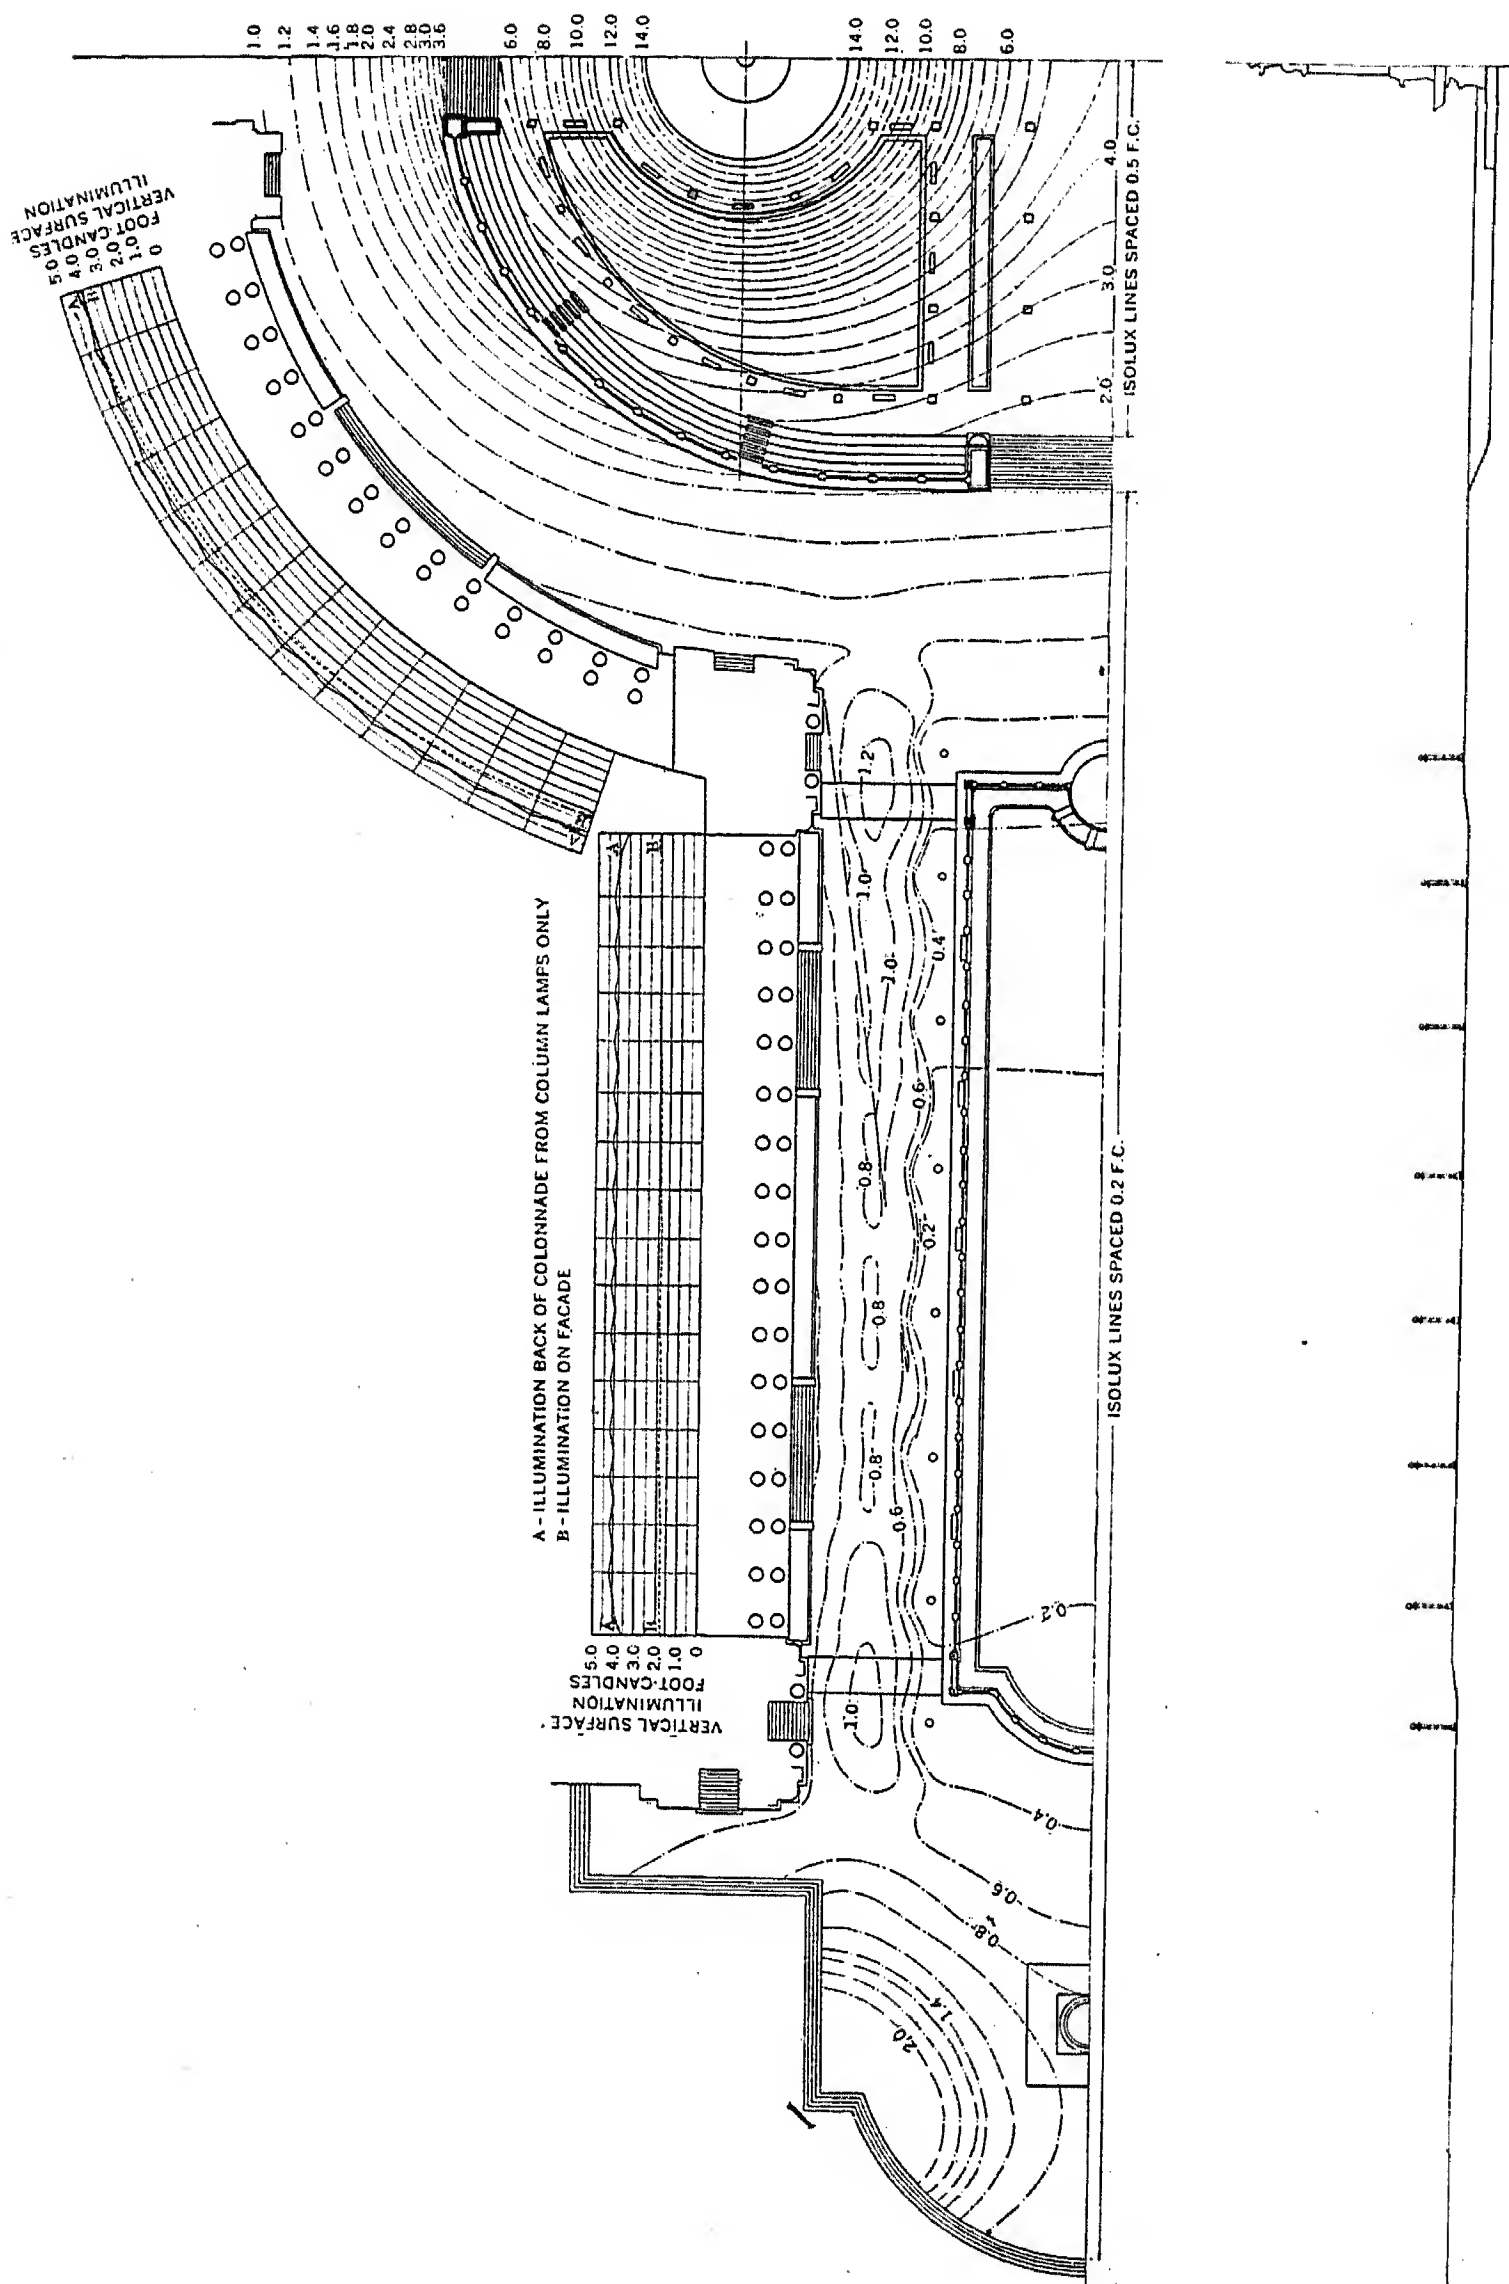 1.0
1.2
1.4
1.6
1.8
2.0
2.4
2.8
3.0
3.6
6.0
8.0
10.0
12.0
14.0
14.0
12.0
10.0
8.0
6.0
VERTICAL SURFACE
ILLUMINATION
FOOT-CANDLES
5.0
4.0
3.0
2.0
1.0
0
A
B
A
B
4.0
3.0
2.0
ISOLUX LINES SPACED 0.5 F.C.
A - ILLUMINATION BACK OF COLONNADE FROM COLUMN LAMPS ONLY
B - ILLUMINATION ON FACADE
A
B
A
B
5.0
4.0
3.0
2.0
1.0
0
VERTICAL SURFACE
ILLUMINATION
FOOT-CANDLES
1.2
1.0
1.0
0.4
0.6
0.8
0.2
0.8
0.8
0.6
1.0
0.2
0.4
0.6
0.8
1.4
2.0
ISOLUX LINES SPACED 0.2 F.C.